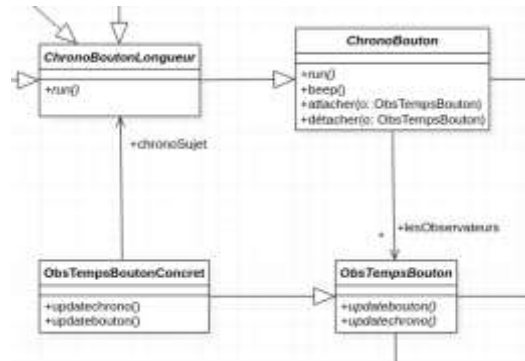 ChronoBoutonLongueur
+run()
ChronoBouton
+run()
+beep()
+attacher(o: ObsTempsBouton)
+détacher(o: ObsTempsBouton)
+chronoSujet
+lesObservateurs
*
ObsTempsBoutonConcret
+updatechrono()
+updatebouton()
ObsTempsBouton
+updatebouton()
+updatechrono()